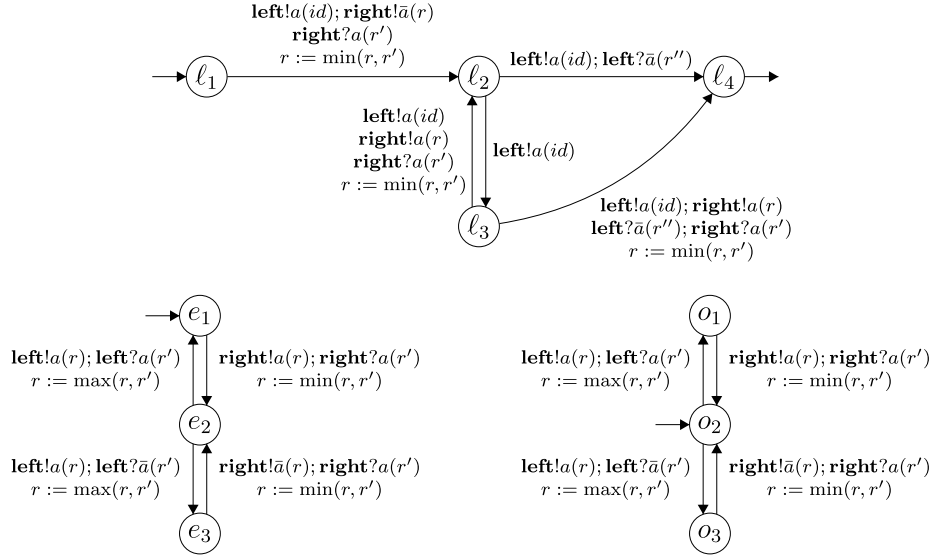 left!a(id); right!ā(r)
right?a(r′)
r := min(r, r′)
ℓ1
ℓ2
ℓ4
left!a(id); left?ā(r″)
left!a(id)
right!a(r)
right?a(r′)
r := min(r, r′)
left!a(id)
ℓ3
left!a(id); right!a(r)
left?ā(r″); right?a(r′)
r := min(r, r′)
e1
left!a(r); left?a(r′)
r := max(r, r′)
right!a(r); right?a(r′)
r := min(r, r′)
e2
left!a(r); left?ā(r′)
r := max(r, r′)
right!ā(r); right?a(r′)
r := min(r, r′)
e3
o1
left!a(r); left?a(r′)
r := max(r, r′)
right!a(r); right?a(r′)
r := min(r, r′)
o2
left!a(r); left?ā(r′)
r := max(r, r′)
right!ā(r); right?a(r′)
r := min(r, r′)
o3